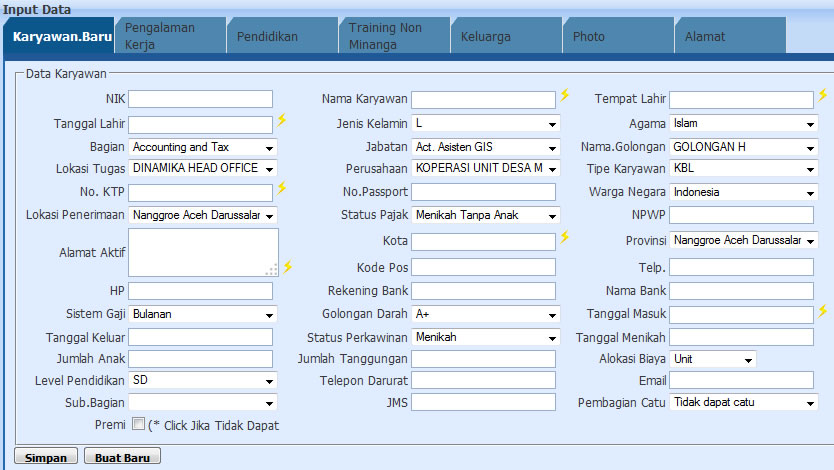 Input Data
Karyawan.Baru Pengalaman Kerja Pendidikan Training Non Minanga Keluarga Photo Alamat
Data Karyawan
NIK Nama Karyawan Tempat Lahir
Tanggal Lahir Jenis Kelamin L Agama Islam
Bagian Accounting and Tax Jabatan Act. Asisten GIS Nama.Golongan GOLONGAN H
Lokasi Tugas DINAMIKA HEAD OFFICE Perusahaan KOPERASI UNIT DESA M Tipe Karyawan KBL
No. KTP No.Passport Warga Negara Indonesia
Lokasi Penerimaan Nanggroe Aceh Darussalar Status Pajak Menikah Tanpa Anak NPWP
Alamat Aktif Kota Provinsi Nanggroe Aceh Darussalar
Kode Pos Telp.
HP Rekening Bank Nama Bank
Sistem Gaji Bulanan Golongan Darah A+ Tanggal Masuk
Tanggal Keluar Status Perkawinan Menikah Tanggal Menikah
Jumlah Anak Jumlah Tanggungan Alokasi Biaya Unit
Level Pendidikan SD Telepon Darurat Email
Sub.Bagian JMS Pembagian Catu Tidak dapat catu
Premi (* Click Jika Tidak Dapat
Simpan Buat Baru